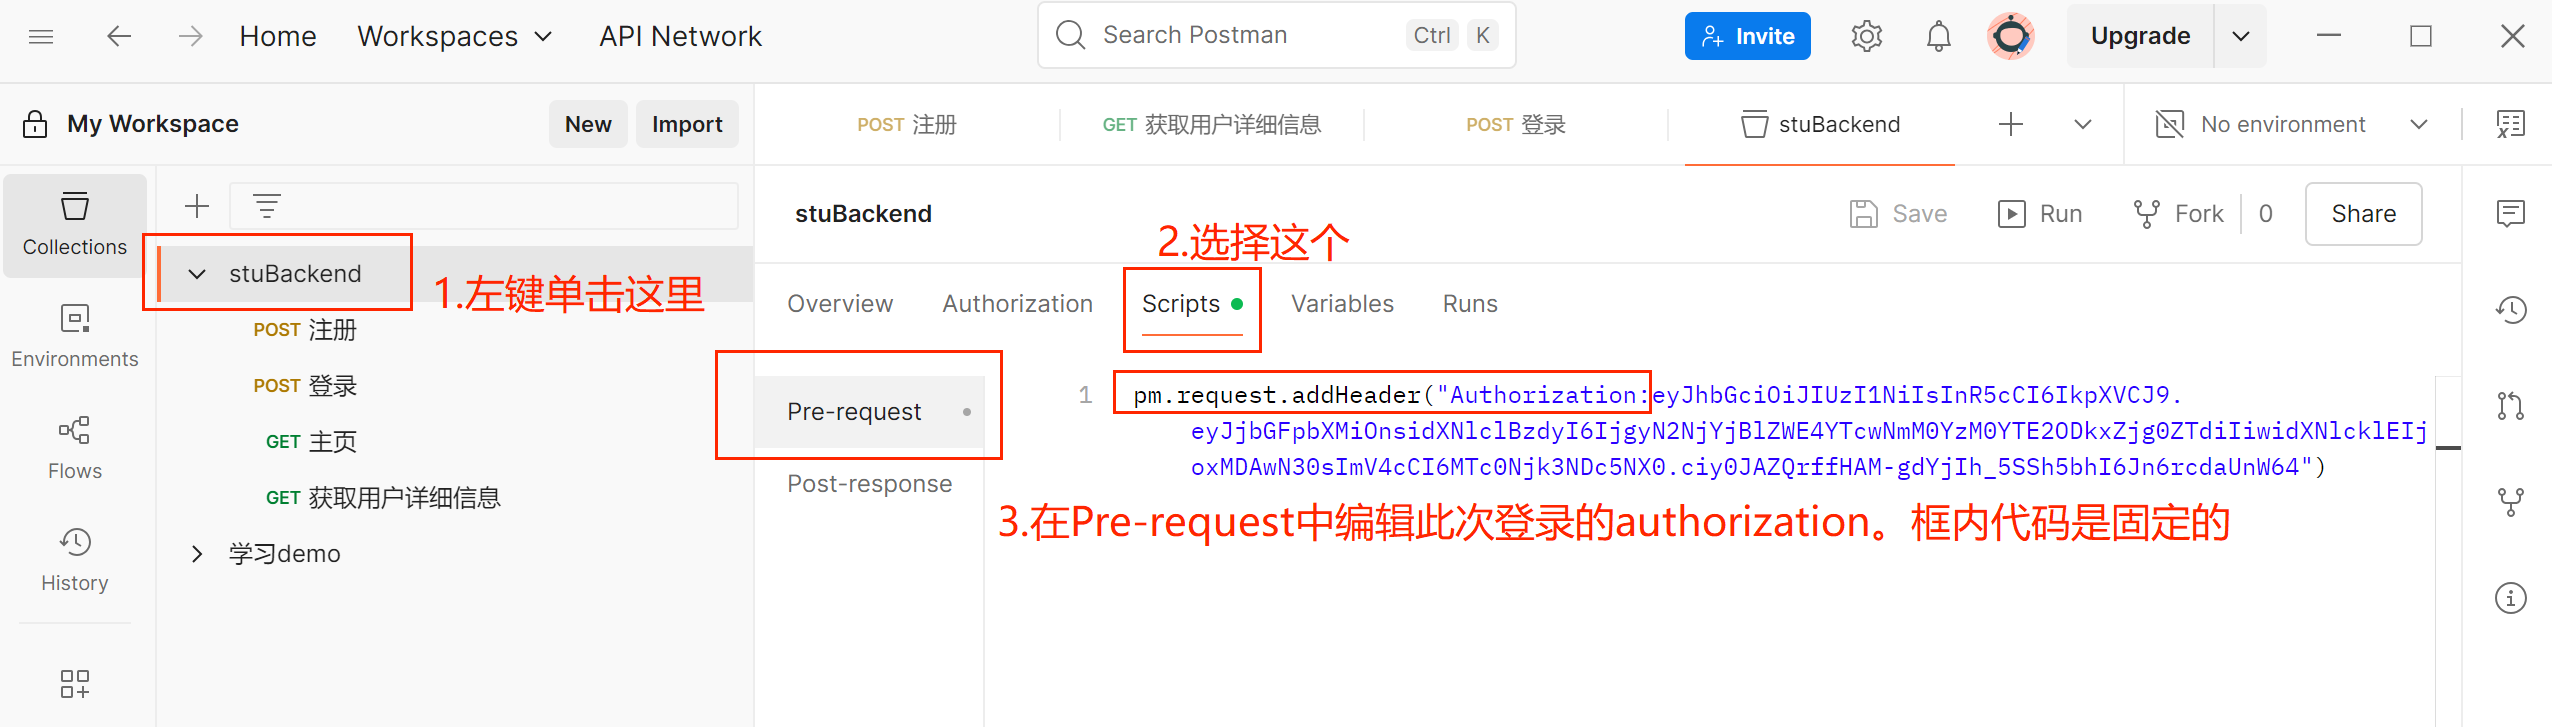 Home Workspaces API Network Search Postman Ctrl K Invite Upgrade
My Workspace New Import POST 注册 GET 获取用户详细信息 POST 登录 stuBackend No environment
Collections
Environments
Flows
History
stuBackend
1.左键单击这里
POST 注册
POST 登录
GET 主页
GET 获取用户详细信息
学习demo
stuBackend
Save Run Fork 0 Share
2.选择这个
Overview Authorization Scripts Variables Runs
Pre-request
Post-response
1 pm.request.addHeader("Authorization:eyJhbGciOiJIUzI1NiIsInR5cCI6IkpXVCJ9.
eyJjbGFpbXMiOnsidXNlclBzdyI6IjgyN2NjYjBlZWE4YTcwNmM0YzM0YTE2ODkxZjg0ZTdiIiwidXNlcklEIj
oxMDAwN30sImV4cCI6MTc0Njk3NDc5NX0.ciy0JAZQrffHAM-gdYjIh_5SSh5bhI6Jn6rcdaUnW64")
3.在Pre-request中编辑此次登录的authorization。框内代码是固定的